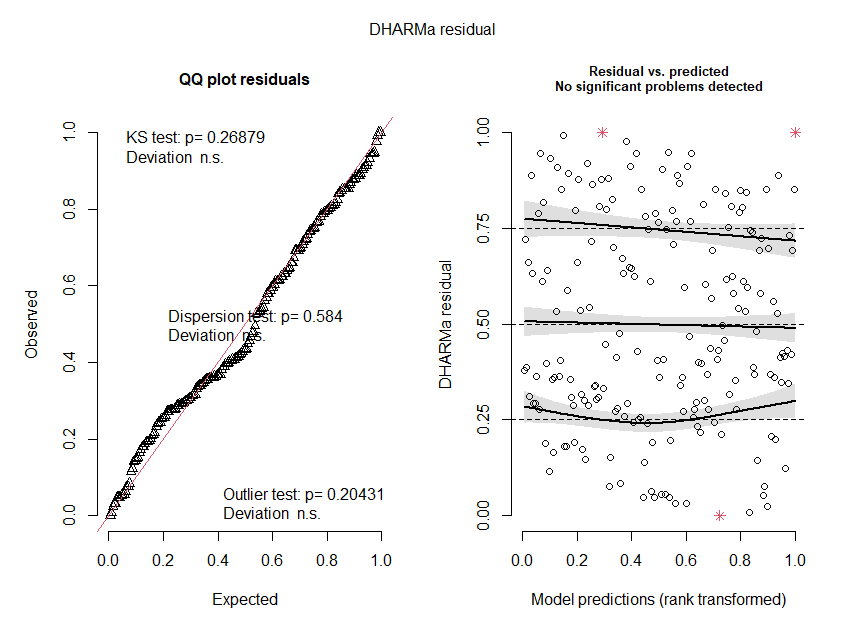 DHARMa residual
QQ plot residuals
KS test: p= 0.26879
Deviation n.s.
Dispersion test: p= 0.584
Deviation n.s.
Outlier test: p= 0.20431
Deviation n.s.
Observed
0.0 0.2 0.4 0.6 0.8 1.0
0.0 0.2 0.4 0.6 0.8 1.0
Expected
Residual vs. predicted
No significant problems detected
DHARMa residual
0.00 0.25 0.50 0.75 1.00
0.0 0.2 0.4 0.6 0.8 1.0
Model predictions (rank transformed)